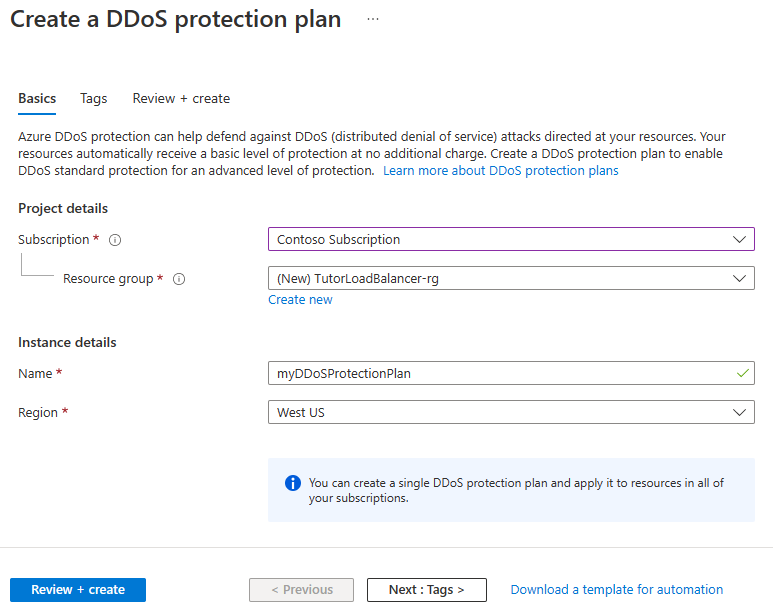 Create a DDoS protection plan ...
Basics Tags Review + create
Azure DDoS protection can help defend against DDoS (distributed denial of service) attacks directed at your resources. Your
resources automatically receive a basic level of protection at no additional charge. Create a DDoS protection plan to enable
DDoS standard protection for an advanced level of protection. Learn more about DDoS protection plans
Project details
Subscription * Contoso Subscription
Resource group * (New) TutorLoadBalancer-rg
Create new
Instance details
Name * myDDoSProtectionPlan
Region * West US
You can create a single DDoS protection plan and apply it to resources in all of
your subscriptions.
Review + create < Previous Next : Tags > Download a template for automation